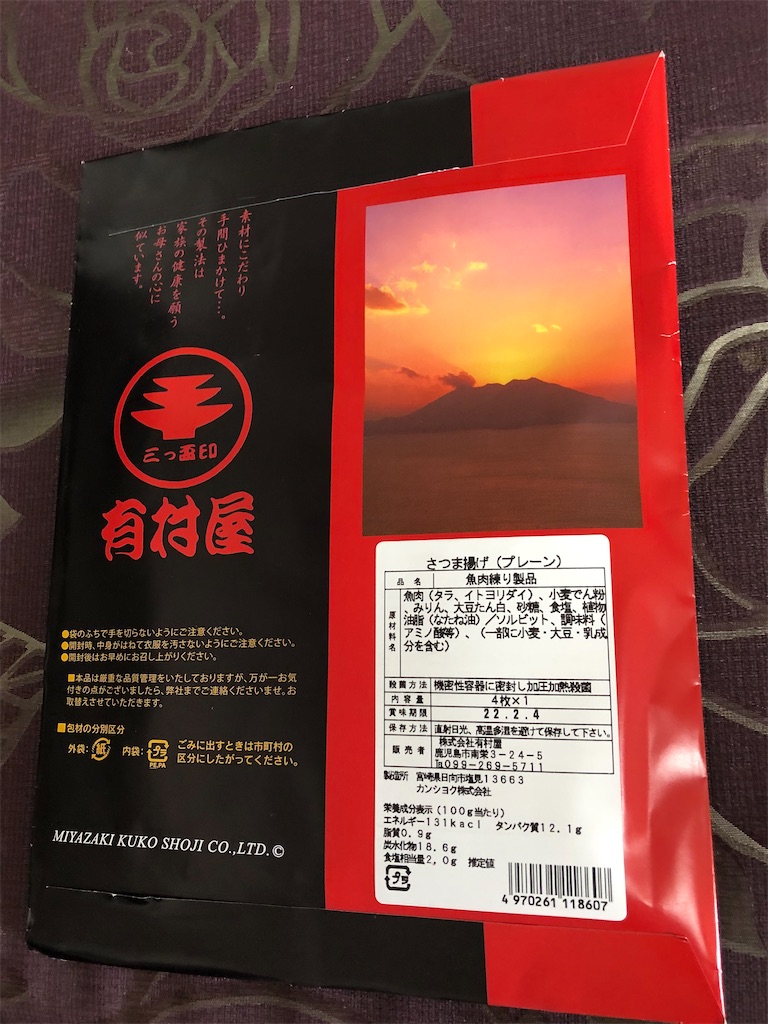 素材にこだわり
手間ひまかけて…。
その製法は
家族の健康を願う
お母さんの心に
似ています。
三つ盃印
有村屋
●袋のふちで手を切らないようにご注意ください。
●開封時、中身がはねて衣服を汚さないようにご注意ください。
●開封後はお早めにお召し上がりください。
■本品は厳重な品質管理をいたしておりますが、万が一お気
付きの点がございましたら、弊社までご連絡くださいませ。お
取替えさせていただきます。
■包材の分別区分
外袋: 紙 内袋: プラ ごみに出すときは市町村の
PE,PA 区分にしたがってください。
MIYAZAKI KUKO SHOJI CO.,LTD.©
さつま揚げ（プレーン）
品名 魚肉練り製品
原材料名 魚肉（タラ、イトヨリダイ）、小麦でん粉
、みりん、大豆たん白、砂糖、食塩、植物
油脂（なたね油）／ソルビット、調味料（
アミノ酸等）、（一部に小麦・大豆・乳成
分を含む）
殺菌方法 機密性容器に密封し加圧加熱殺菌
内容量 4枚×1
賞味期限 22.2.4
保存方法 直射日光、高温多湿を避けて保存して下さい。
販売者 株式会社有村屋
鹿児島市南栄3－24－5
℡099-269-5711
製造所 宮崎県日向市塩見13663
カンショク株式会社
栄養成分表示（100g当たり）
エネルギー131kacl タンパク質12.1g
脂質0.9g
炭水化物18.6g
食塩相当量2.0g 推定値
プラ
4 970261 118607